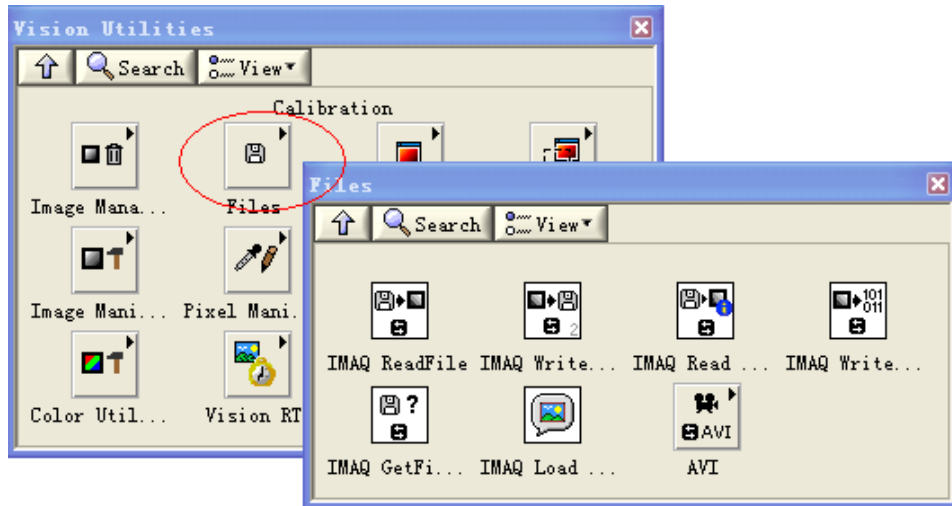 Vision Utilities
Search View
Calibration
Image Mana... Files
Image Mani... Pixel Mani.
Color Util... Vision RT
Files
Search View
2
101
011
IMAQ ReadFile IMAQ Write... IMAQ Read ... IMAQ Write...
?
AVI
IMAQ GetFi... IMAQ Load ... AVI